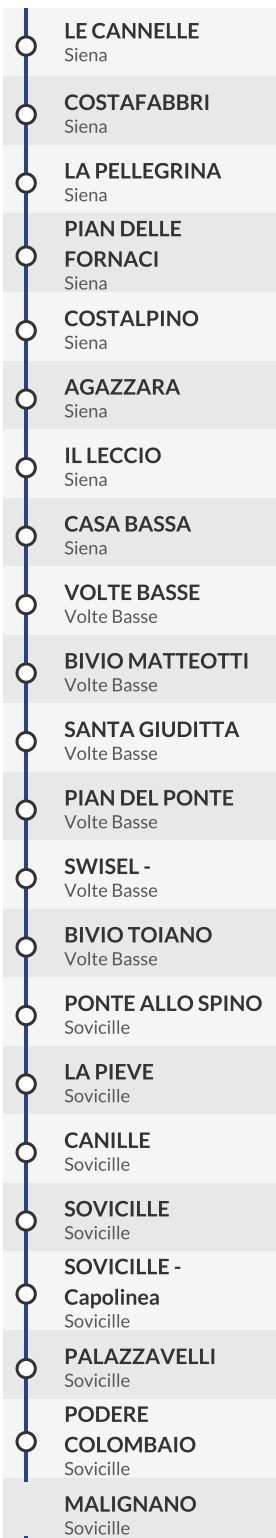 LE CANNELLE
Siena
COSTAFABBRI
Siena
LA PELLEGRINA
Siena
PIAN DELLE
FORNACI
Siena
COSTALPINO
Siena
AGAZZARA
Siena
IL LECCIO
Siena
CASA BASSA
Siena
VOLTE BASSE
Volte Basse
BIVIO MATTEOTTI
Volte Basse
SANTA GIUDITTA
Volte Basse
PIAN DEL PONTE
Volte Basse
SWISEL -
Volte Basse
BIVIO TOIANO
Volte Basse
PONTE ALLO SPINO
Sovicille
LA PIEVE
Sovicille
CANILLE
Sovicille
SOVICILLE
Sovicille
SOVICILLE -
Capolinea
Sovicille
PALAZZAVELLI
Sovicille
PODERE
COLOMBAIO
Sovicille
MALIGNANO
Sovicille